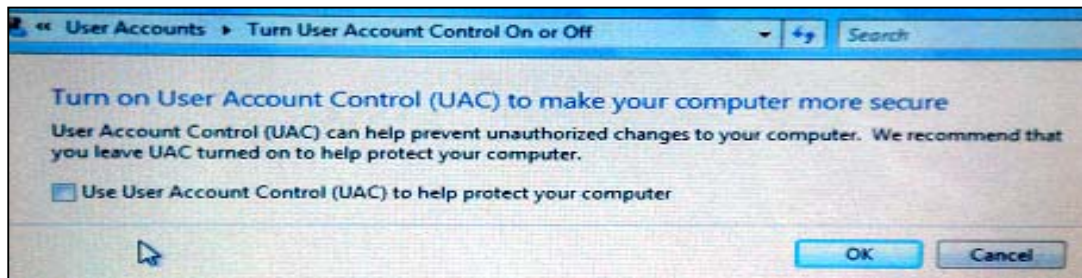 « User Accounts ▸ Turn User Account Control On or Off Search
Turn on User Account Control (UAC) to make your computer more secure
User Account Control (UAC) can help prevent unauthorized changes to your computer. We recommend that
you leave UAC turned on to help protect your computer.
Use User Account Control (UAC) to help protect your computer
OK Cancel